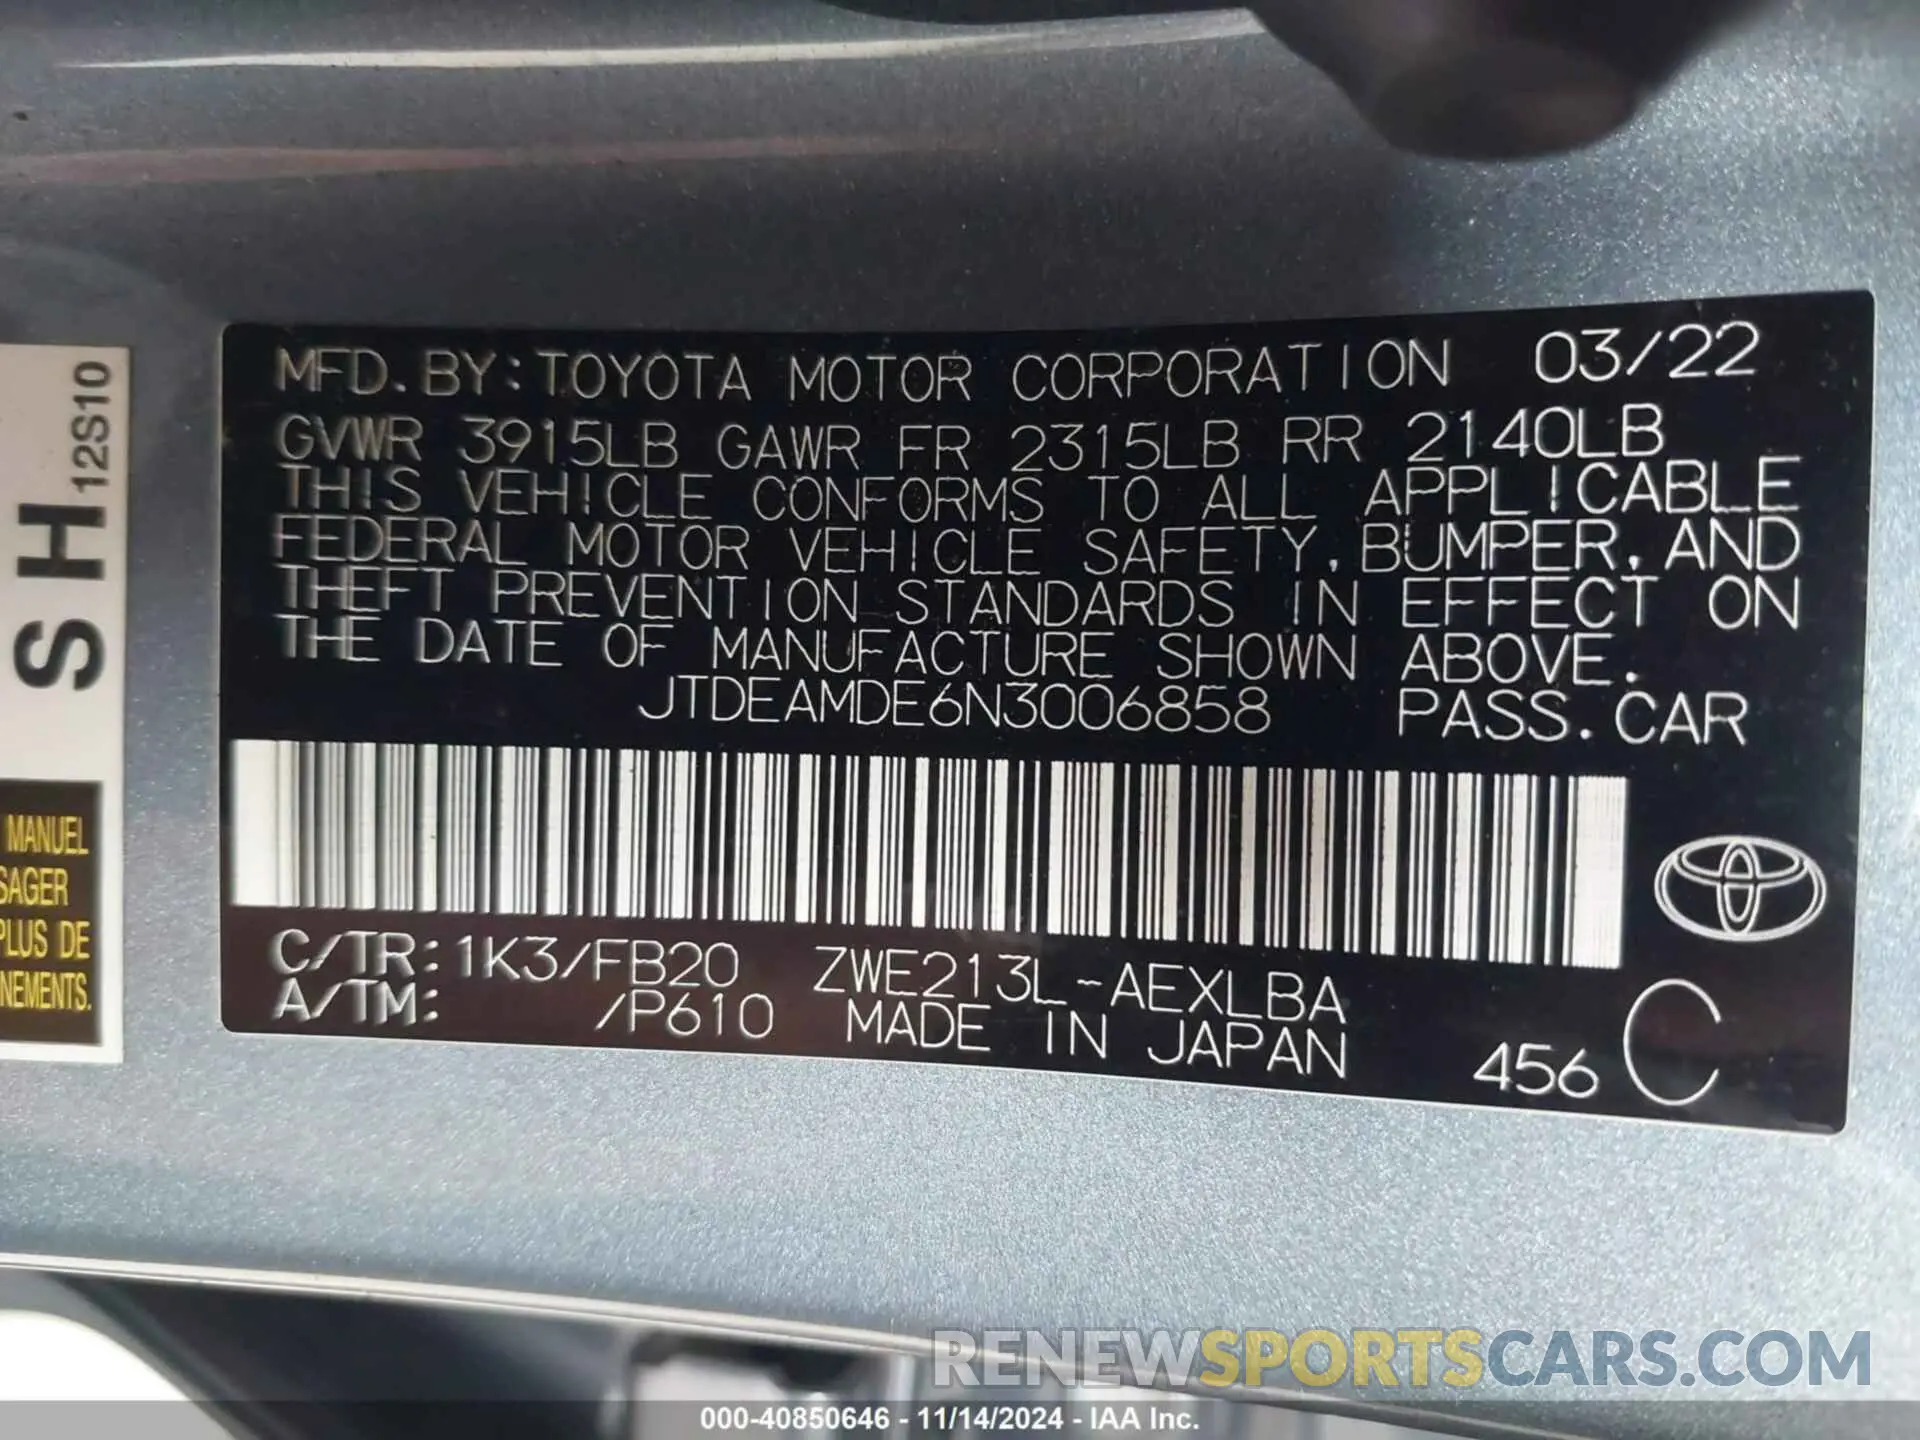 MFD. BY: TOYOTA MOTOR CORPORATION 03/22
GVWR 3915LB GAWR FR 2315LB RR 2140LB
THIS VEHICLE CONFORMS TO ALL APPLICABLE
FEDERAL MOTOR VEHICLE SAFETY, BUMPER, AND
THEFT PREVENTION STANDARDS IN EFFECT ON
THE DATE OF MANUFACTURE SHOWN ABOVE.
JTDEAMDE6N3006858 PASS. CAR
C/TR: 1K3/FB20 ZWE213L-AEXLBA
A/TM: /P610 MADE IN JAPAN 456 C
S H 12S10
MANUEL
SAGER
PLUS DE
NEMENTS.
RENEWSPORTSCARS.COM
000-40850646 - 11/14/2024 - IAA Inc.